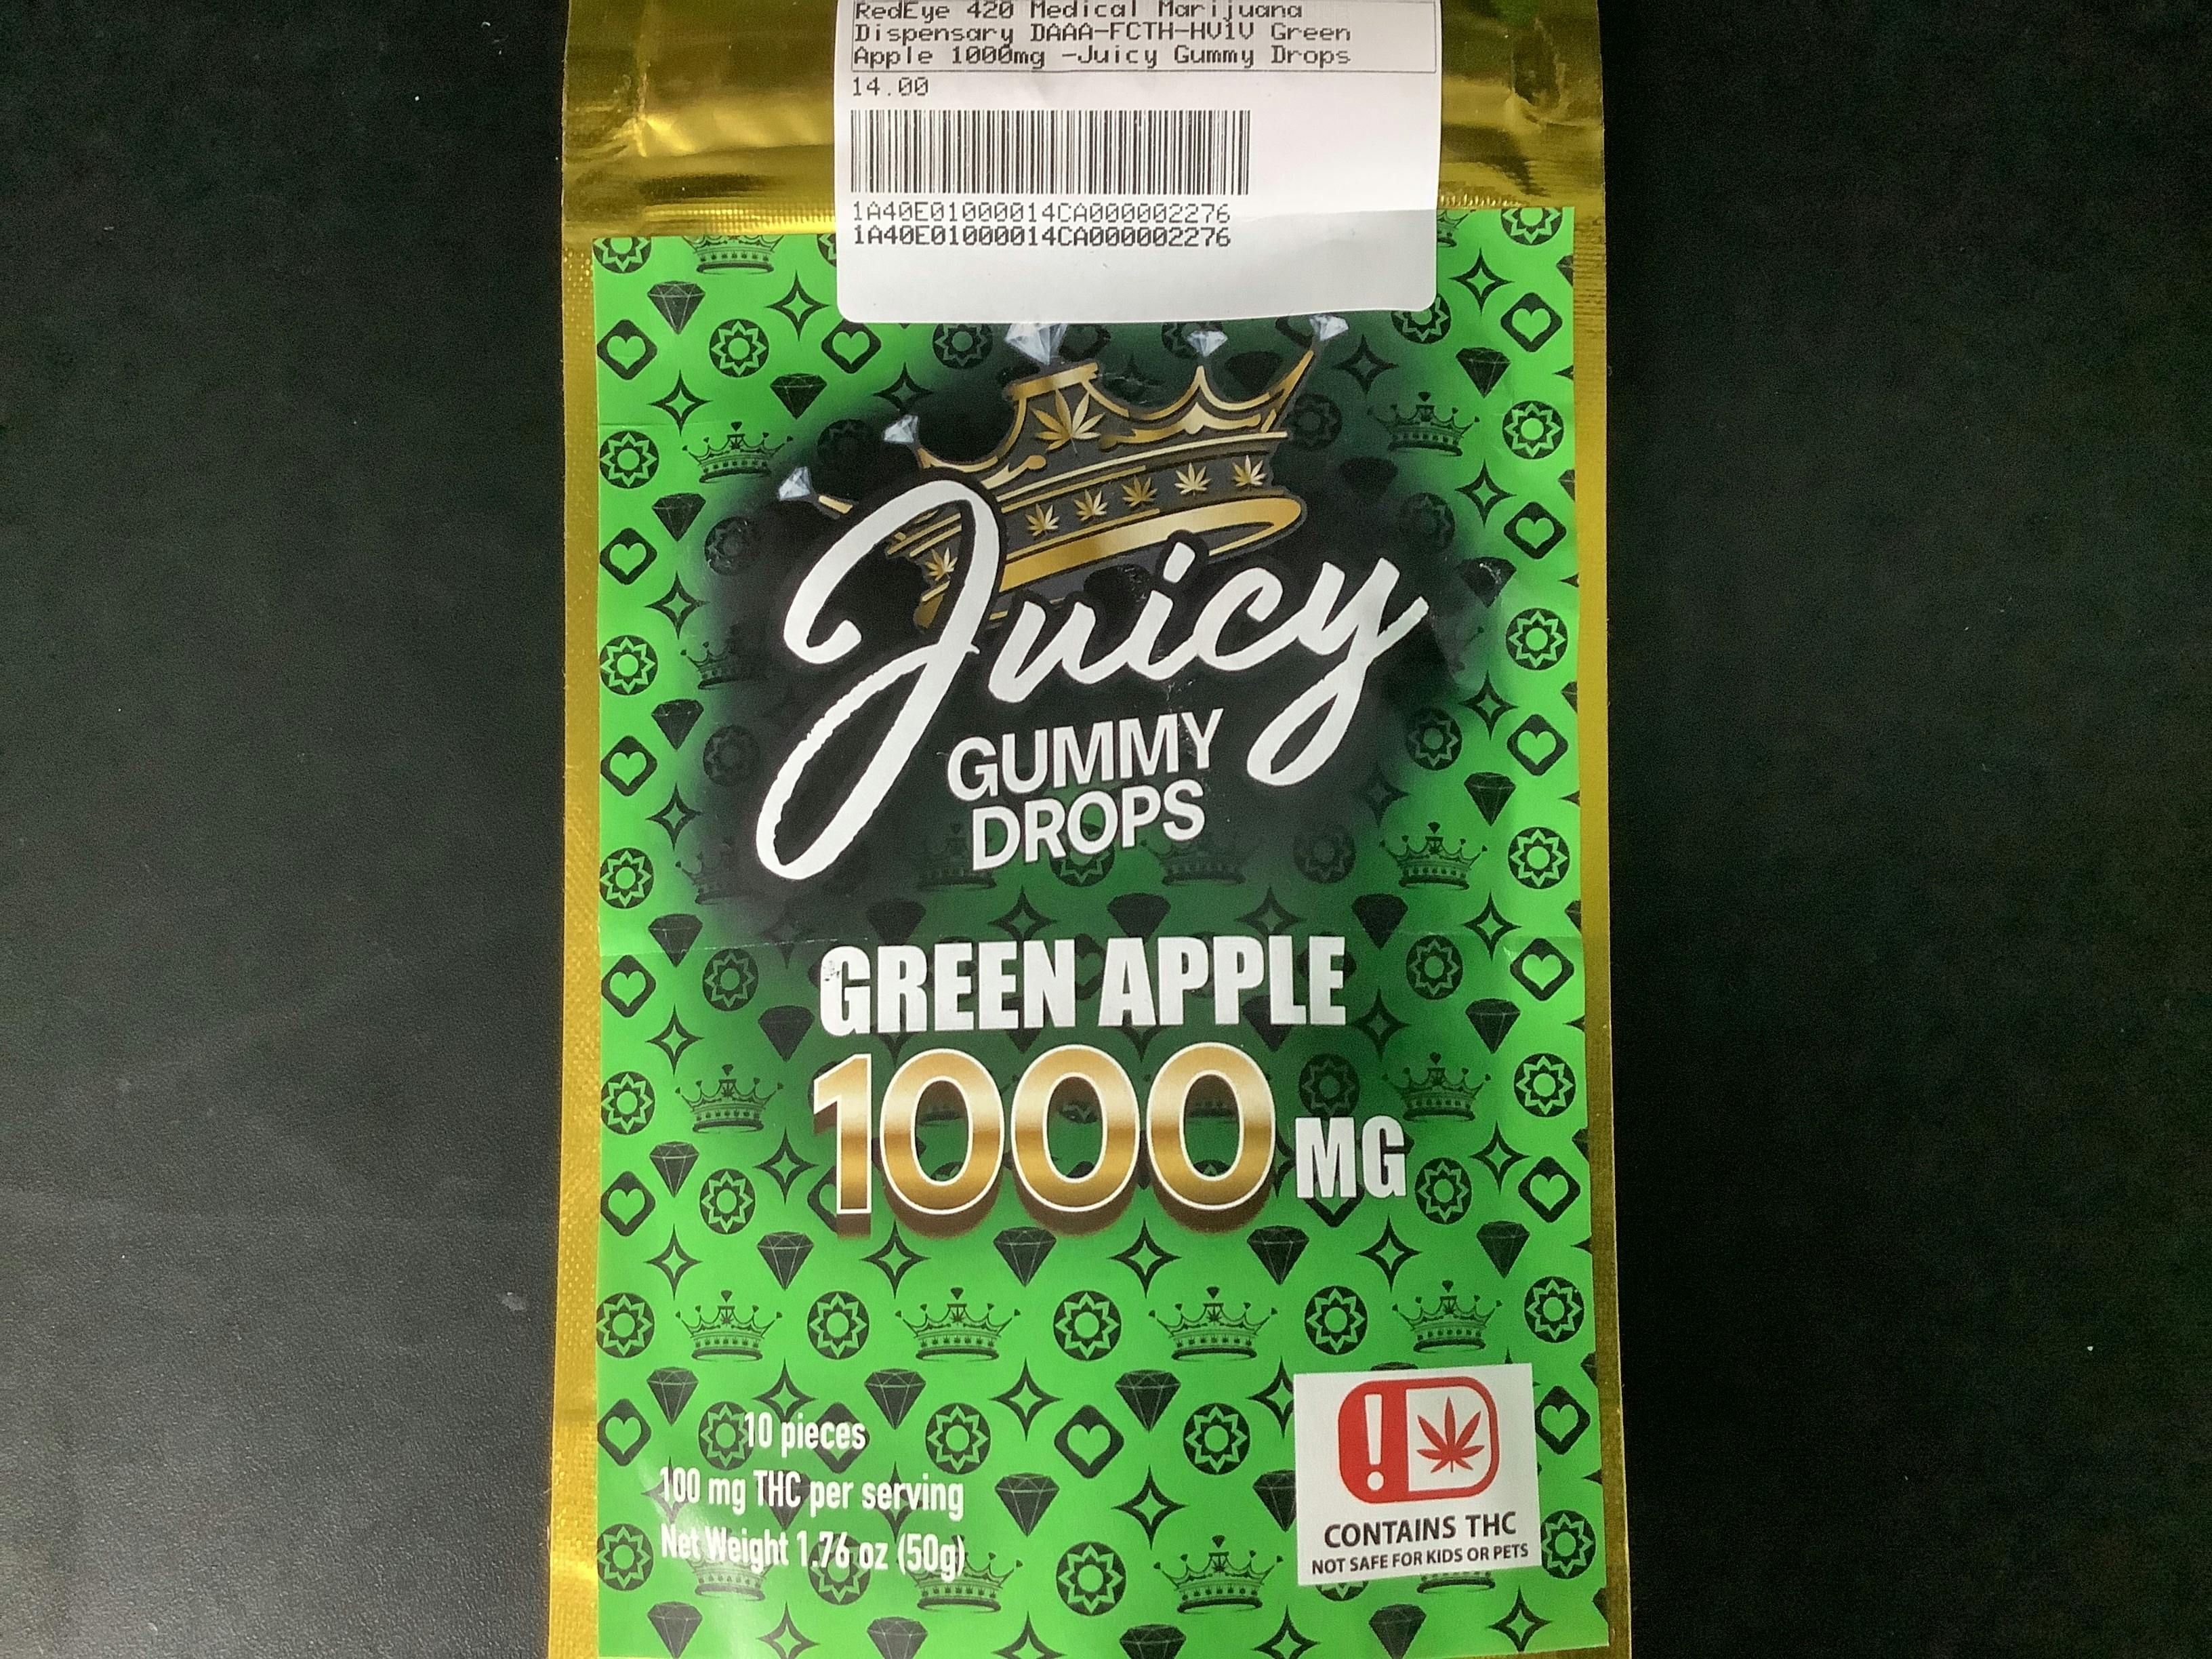 RedEye 420 Medical Marijuana
Dispensary DAAA-FCTH-HV1V Green
Apple 1000mg -Juicy Gummy Drops
14.00
1A40E01000014CA000002276
1A40E01000014CA000002276
Juicy
GUMMY
DROPS
GREEN APPLE
1000 MG
10 pieces
100 mg THC per serving
Net Weight 1.76 oz (50g)
!
CONTAINS THC
NOT SAFE FOR KIDS OR PETS